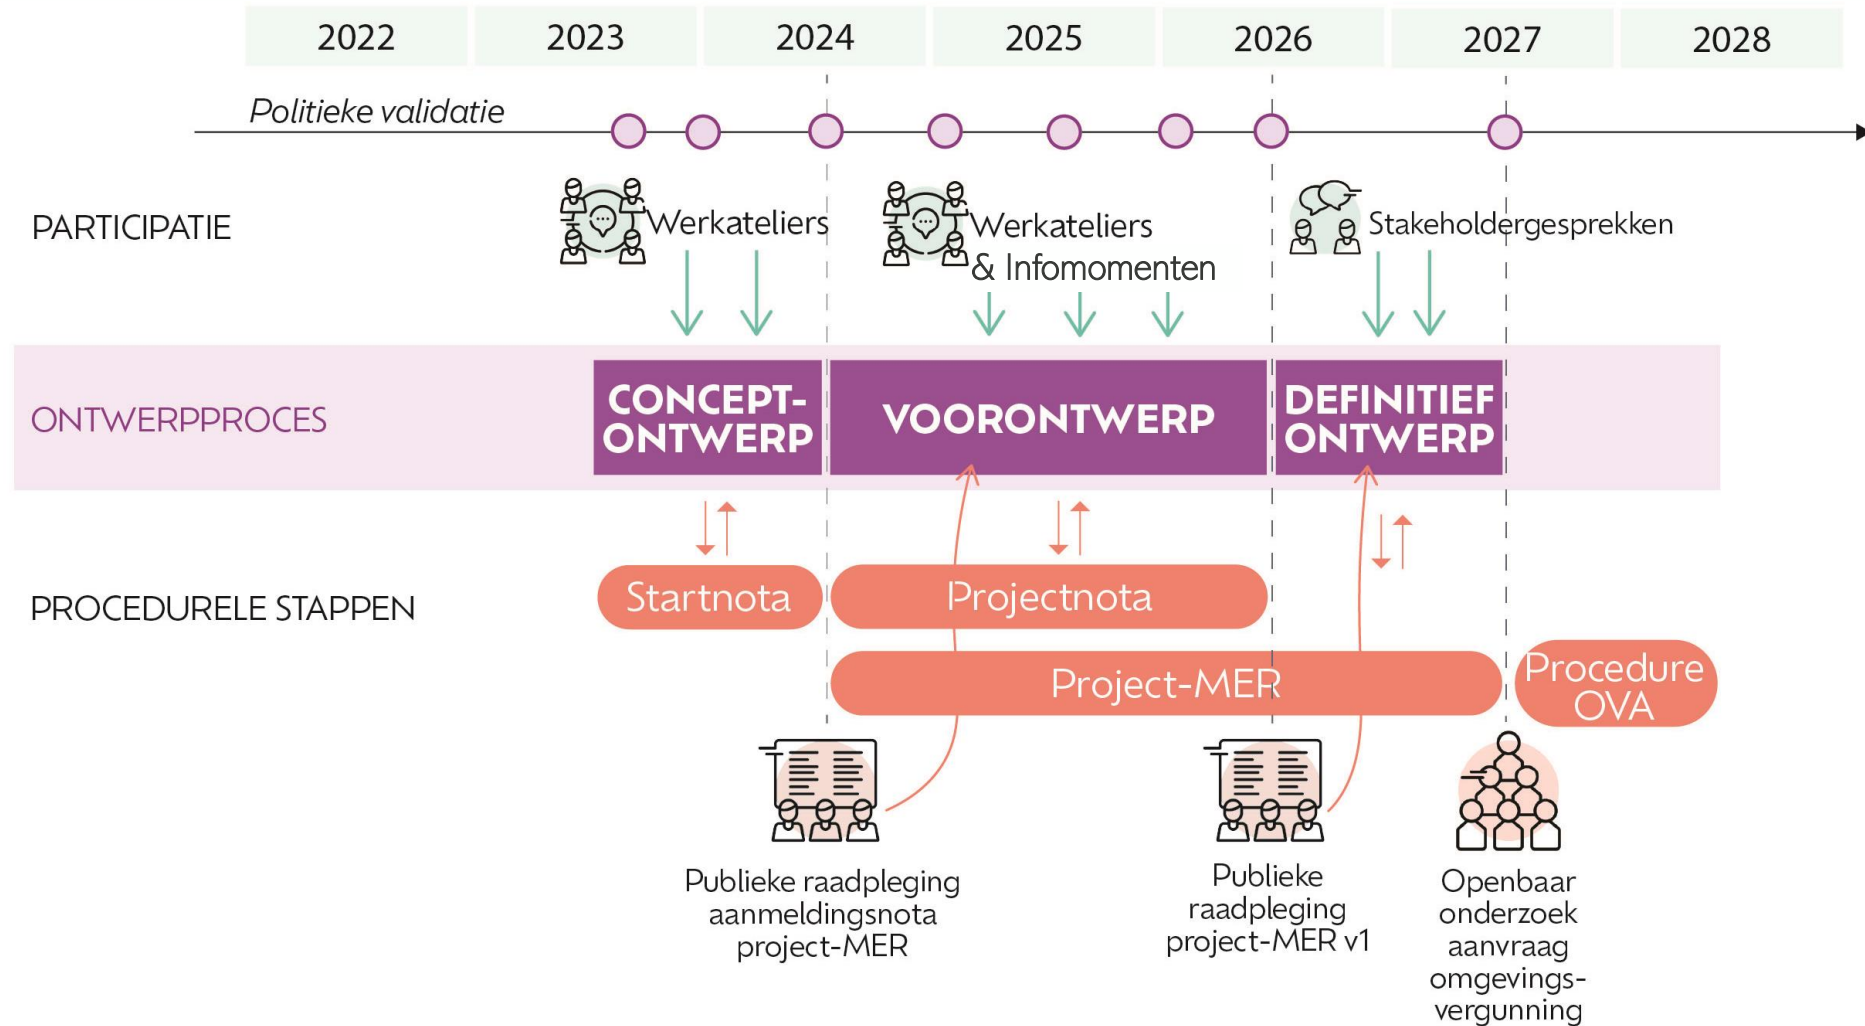 2022 2023 2024 2025 2026 2027 2028
Politieke validatie
PARTICIPATIE
Werkateliers
Werkateliers
& Infomomenten
Stakeholdergesprekken
ONTWERPPROCES
CONCEPT-
ONTWERP
VOORONTWERP
DEFINITIEF
ONTWERP
PROCEDURELE STAPPEN
Startnota
Projectnota
Project-MER
Procedure
OVA
Publieke raadpleging
aanmeldingsnota
project-MER
Publieke
raadpleging
project-MER v1
Openbaar
onderzoek
aanvraag
omgevings-
vergunning